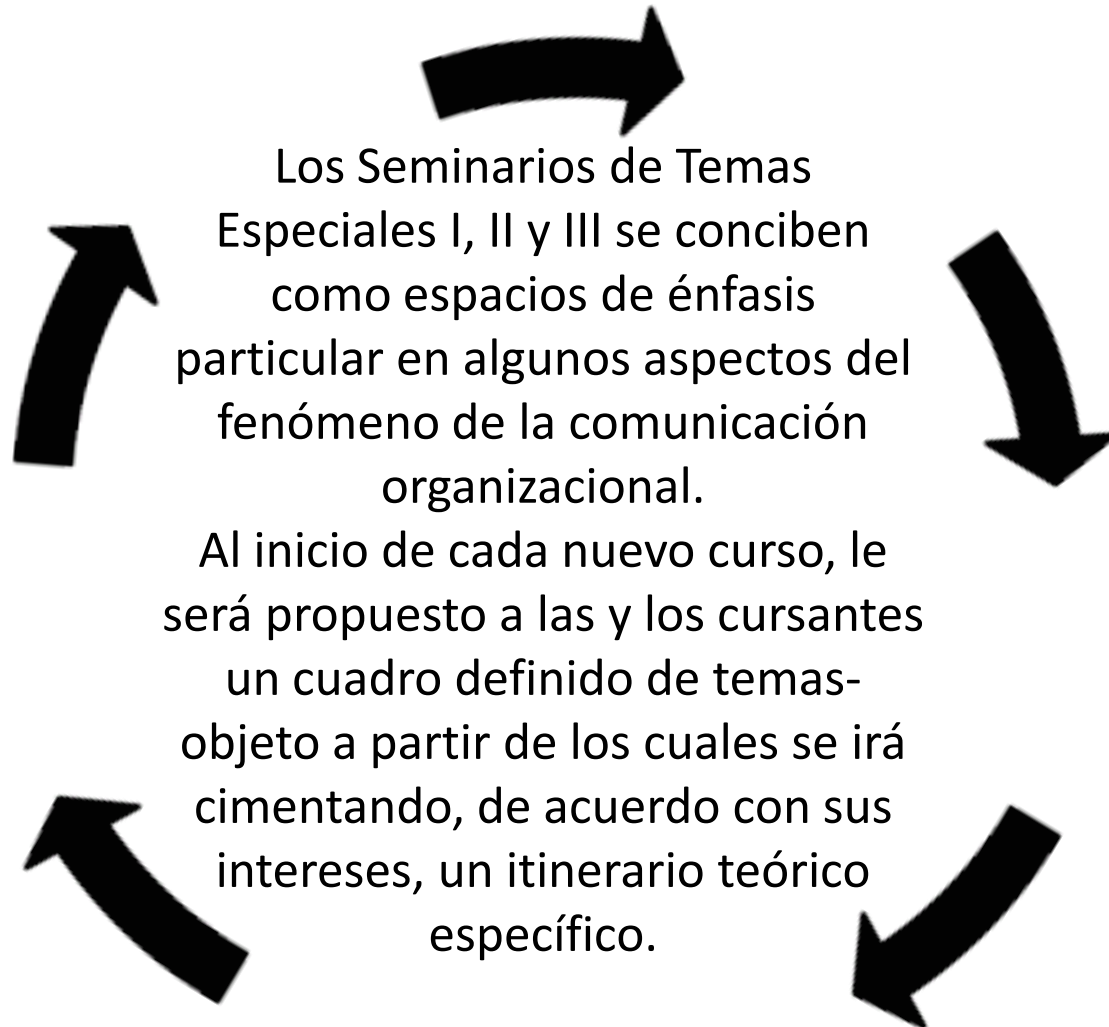 Los Seminarios de Temas
Especiales I, II y III se conciben
como espacios de énfasis
particular en algunos aspectos del
fenómeno de la comunicación
organizacional.
Al inicio de cada nuevo curso, le
será propuesto a las y los cursantes
un cuadro definido de temas-
objeto a partir de los cuales se irá
cimentando, de acuerdo con sus
intereses, un itinerario teórico
específico.